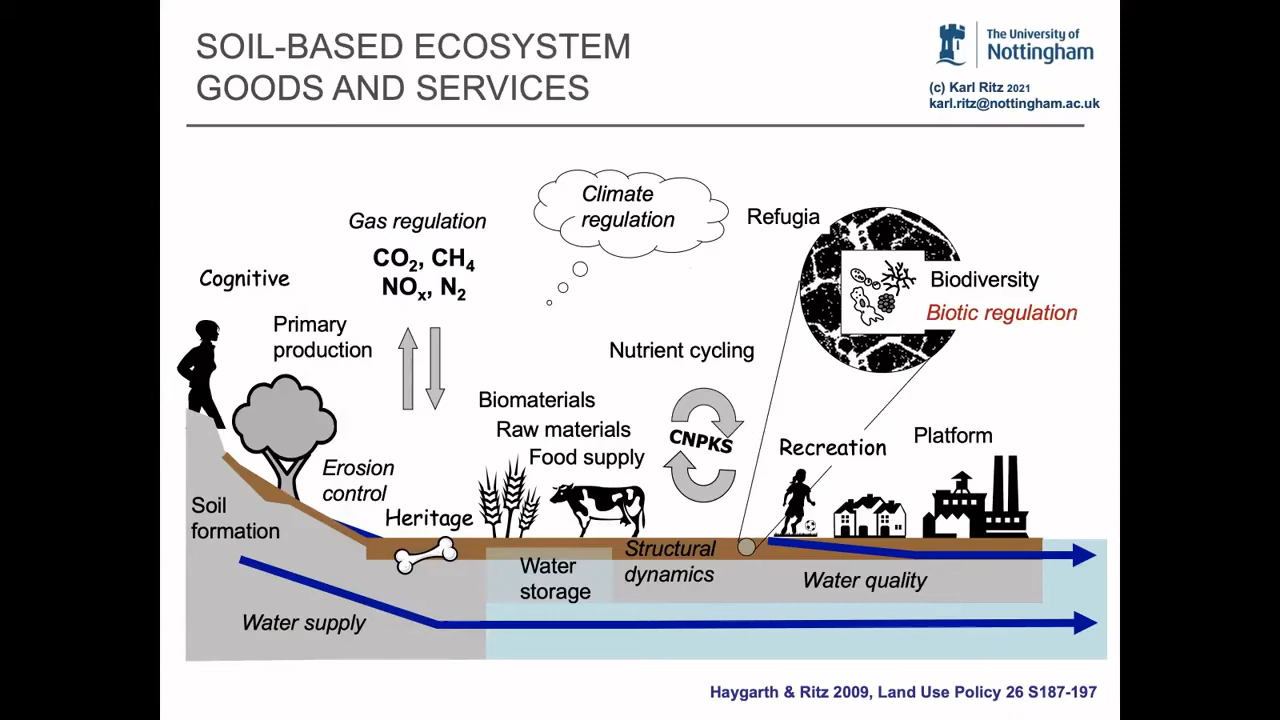 SOIL-BASED ECOSYSTEM
GOODS AND SERVICES
The University of
Nottingham
(c) Karl Ritz 2021
karl.ritz@nottingham.ac.uk
Climate
regulation
Gas regulation
CO2, CH4
NOx, N2
Refugia
Cognitive
Biodiversity
Biotic regulation
Primary
production
Nutrient cycling
Biomaterials
Raw materials
Food supply
CNPKS
Recreation
Platform
Erosion
control
Heritage
Soil
formation
Structural
dynamics
Water
storage
Water quality
Water supply
Haygarth & Ritz 2009, Land Use Policy 26 S187-197